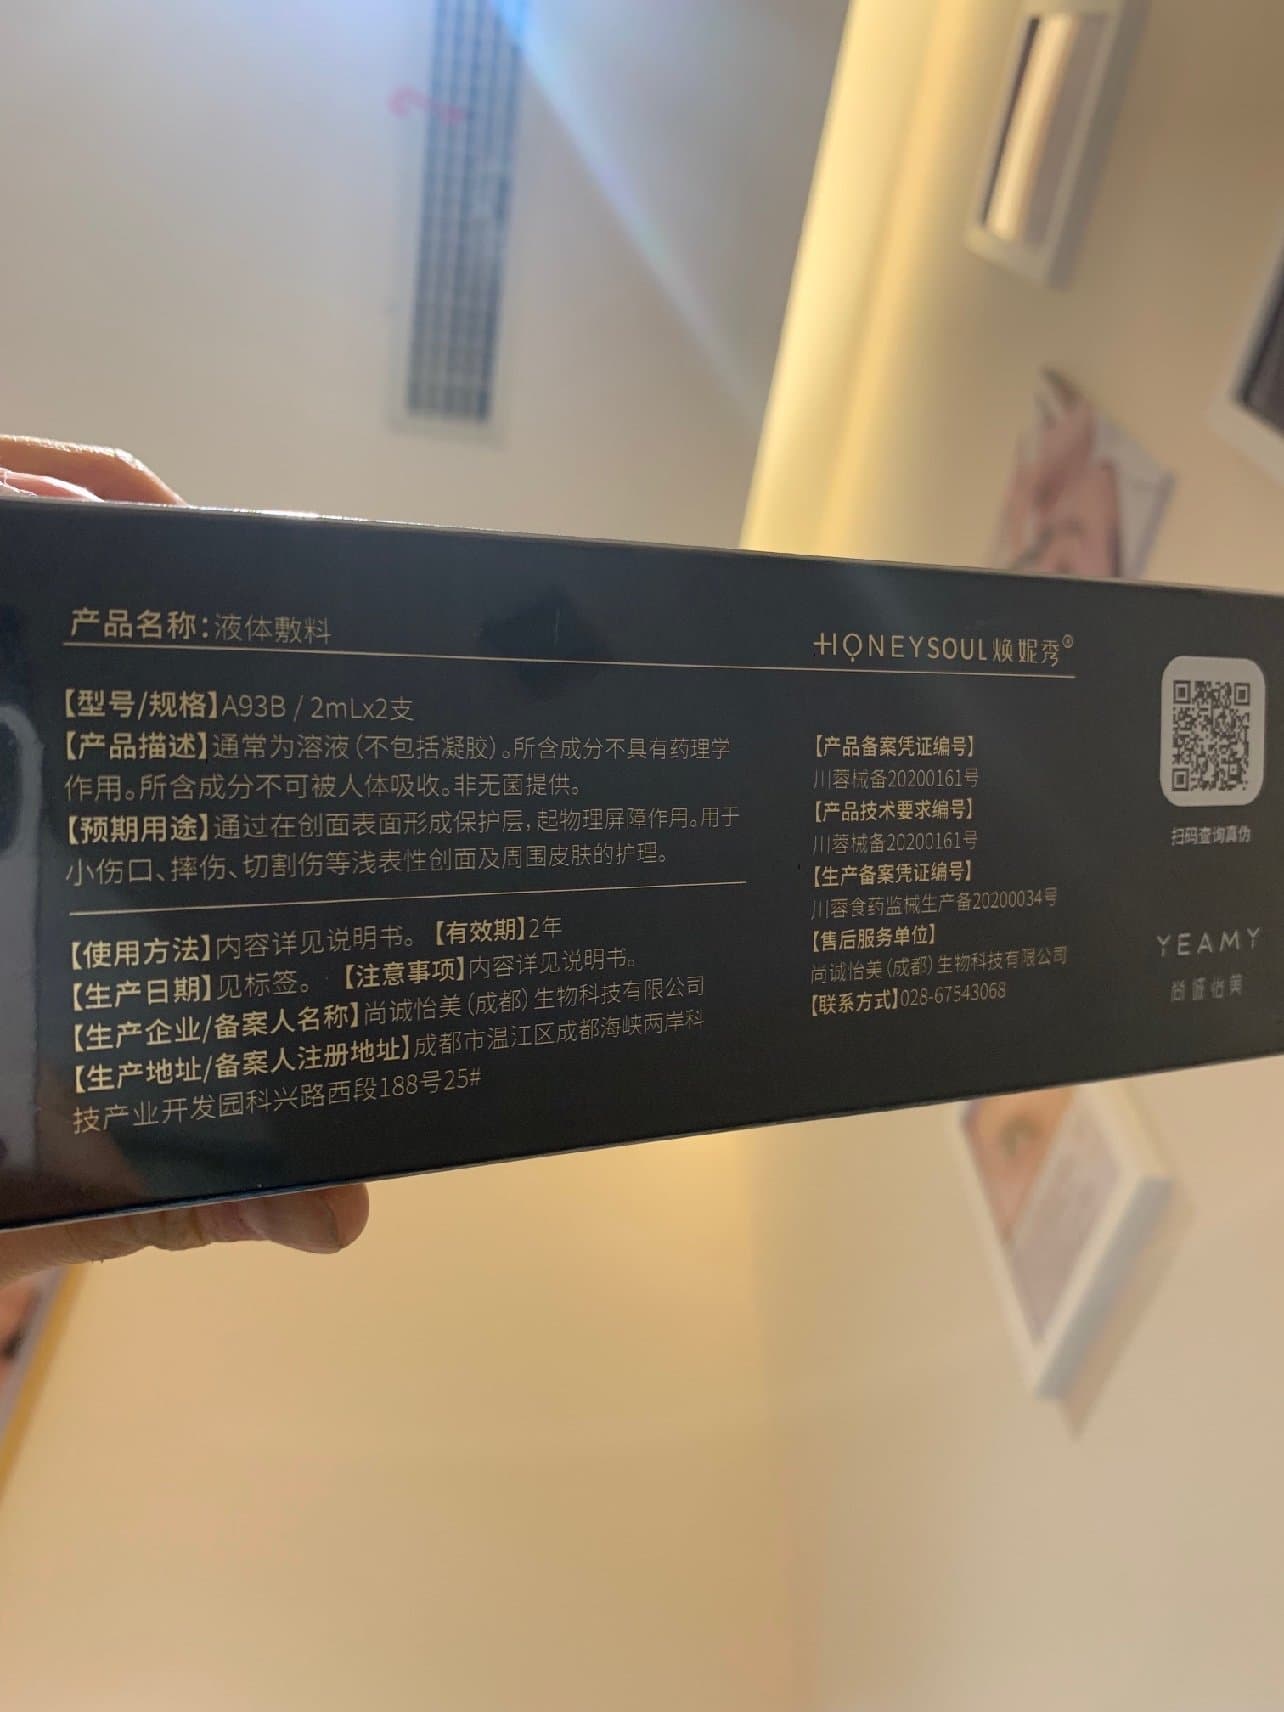 产品名称：液体敷料
【型号/规格】A93B / 2mLx2支
【产品描述】通常为溶液（不包括凝胶）。所含成分不具有药理学
作用。所含成分不可被人体吸收。非无菌提供。
【预期用途】通过在创面表面形成保护层，起物理屏障作用。用于
小伤口、摔伤、切割伤等浅表性创面及周围皮肤的护理。
【使用方法】内容详见说明书。【有效期】2年
【生产日期】见标签。【注意事项】内容详见说明书。
【生产企业/备案人名称】尚诚怡美（成都）生物科技有限公司
【生产地址/备案人注册地址】成都市温江区成都海峡两岸科
技产业开发园科兴路西段188号25#
HONEYSOUL焕妮秀®
【产品备案凭证编号】
川蓉械备20200161号
【产品技术要求编号】
川蓉械备20200161号
【生产备案凭证编号】
川蓉食药监械生产备20200034号
【售后服务单位】
尚诚怡美（成都）生物科技有限公司
【联系方式】028-67543068
扫码查询真伪
YEAMY
尚诚怡美